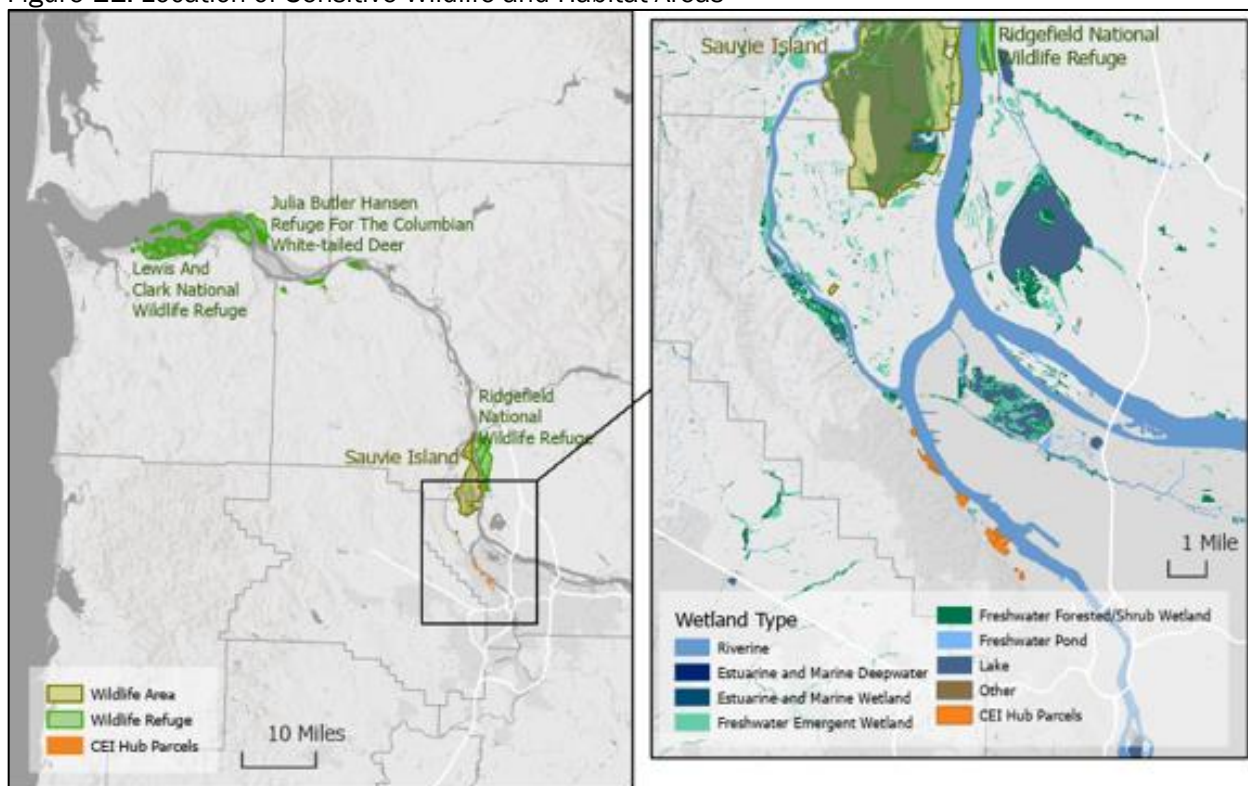 Figure 22. Location of Sensitive Wildlife and Habitat Areas
Julia Butler Hansen
Refuge For The Columbian
White-tailed Deer
Lewis And
Clark National
Wildlife Refuge
Ridgefield
National
Wildlife Refuge
Sauvie Island
Wildlife Area
Wildlife Refuge
CEI Hub Parcels
10 Miles
Sauvie Island
Ridgefield National
Wildlife Refuge
1 Mile
Wetland Type
Riverine
Estuarine and Marine Deepwater
Estuarine and Marine Wetland
Freshwater Emergent Wetland
Freshwater Forested/Shrub Wetland
Freshwater Pond
Lake
Other
CEI Hub Parcels